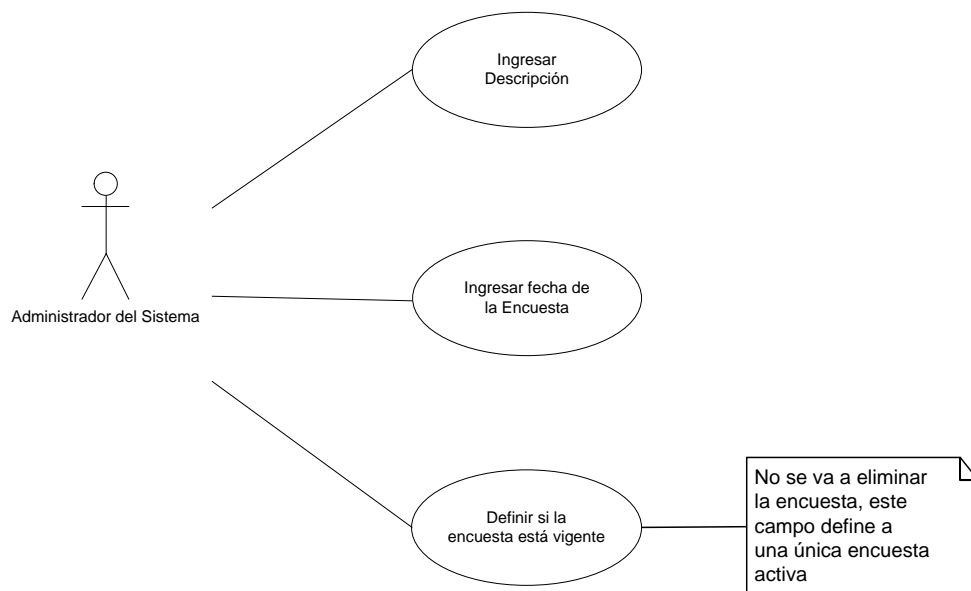 Ingresar
Descripción
Administrador del Sistema
Ingresar fecha de
la Encuesta
Definir si la
encuesta está vigente
No se va a eliminar
la encuesta, este
campo define a
una única encuesta
activa